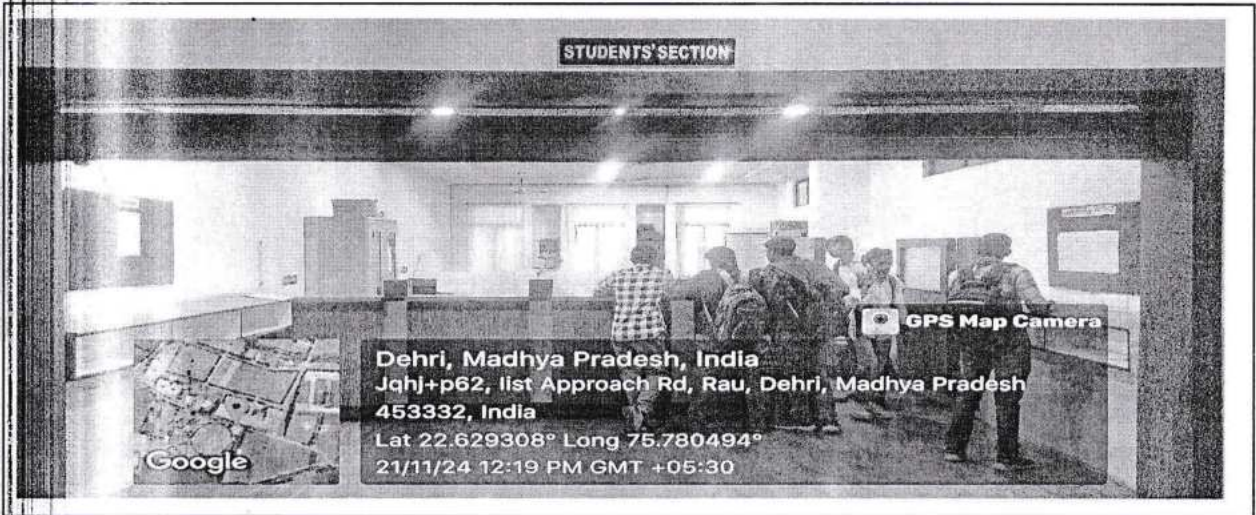 STUDENTS' SECTION
GPS Map Camera
Dehri, Madhya Pradesh, India
Jqhj+p62, Iist Approach Rd, Rau, Dehri, Madhya Pradesh
453332, India
Lat 22.629308° Long 75.780494°
21/11/24 12:19 PM GMT +05:30
Google